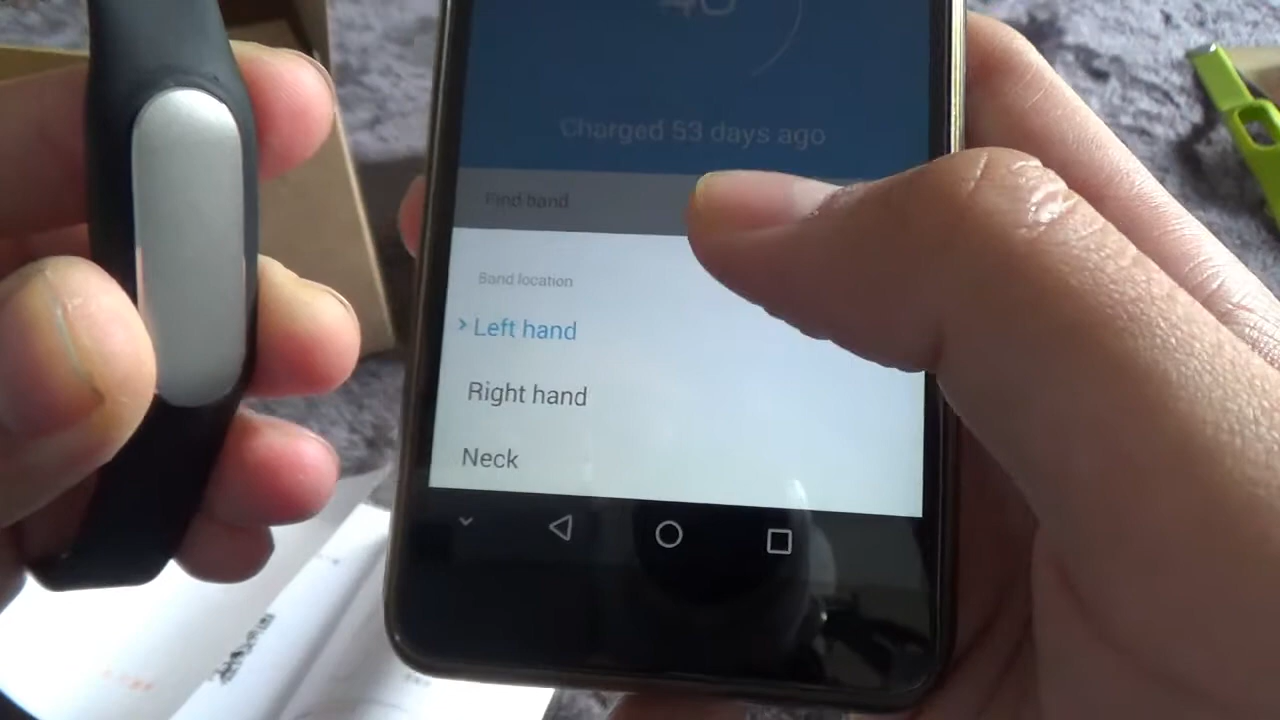 Charged 53 days ago
Find band
Band location
Left hand
Right hand
Neck